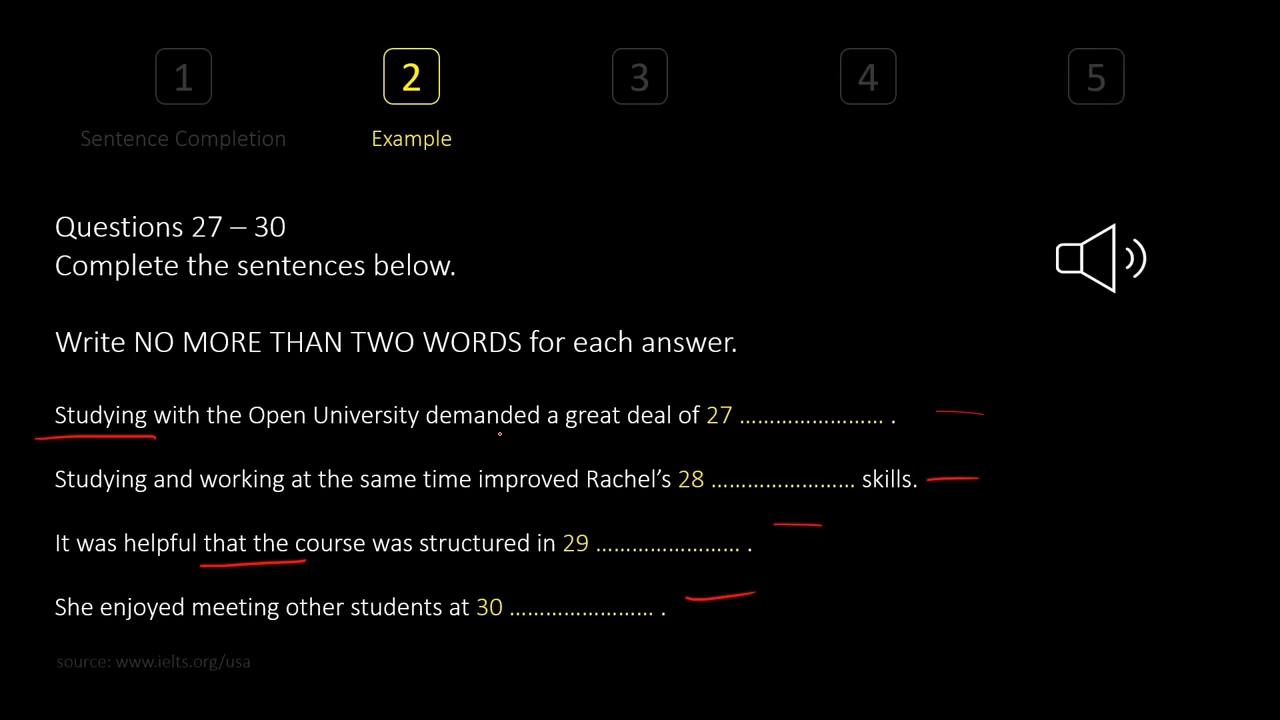 1 2 3 4 5
Sentence Completion Example
Questions 27 – 30
Complete the sentences below.
Write NO MORE THAN TWO WORDS for each answer.
Studying with the Open University demanded a great deal of 27 ........................ .
Studying and working at the same time improved Rachel’s 28 ........................ skills.
It was helpful that the course was structured in 29 ........................ .
She enjoyed meeting other students at 30 ........................ .
source: www.ielts.org/usa